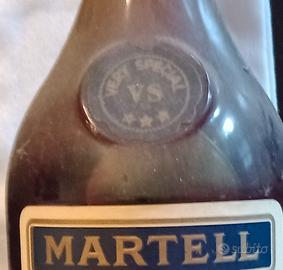 VERY SPECIAL
VS
MARTELL
subito